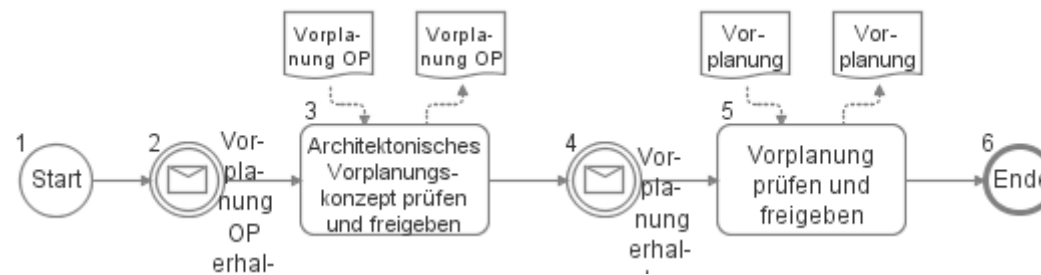 Vorpla-
nung OP
Vorpla-
nung OP
Vor-
planung
Vor-
planung
1
Start
2
Vor-
pla-
nung
OP
erhal-
3
Architektonisches
Vorplanungs-
konzept prüfen
und freigeben
4
Vor-
pla-
nung
erhal-
5
Vorplanung
prüfen und
freigeben
6
Ende